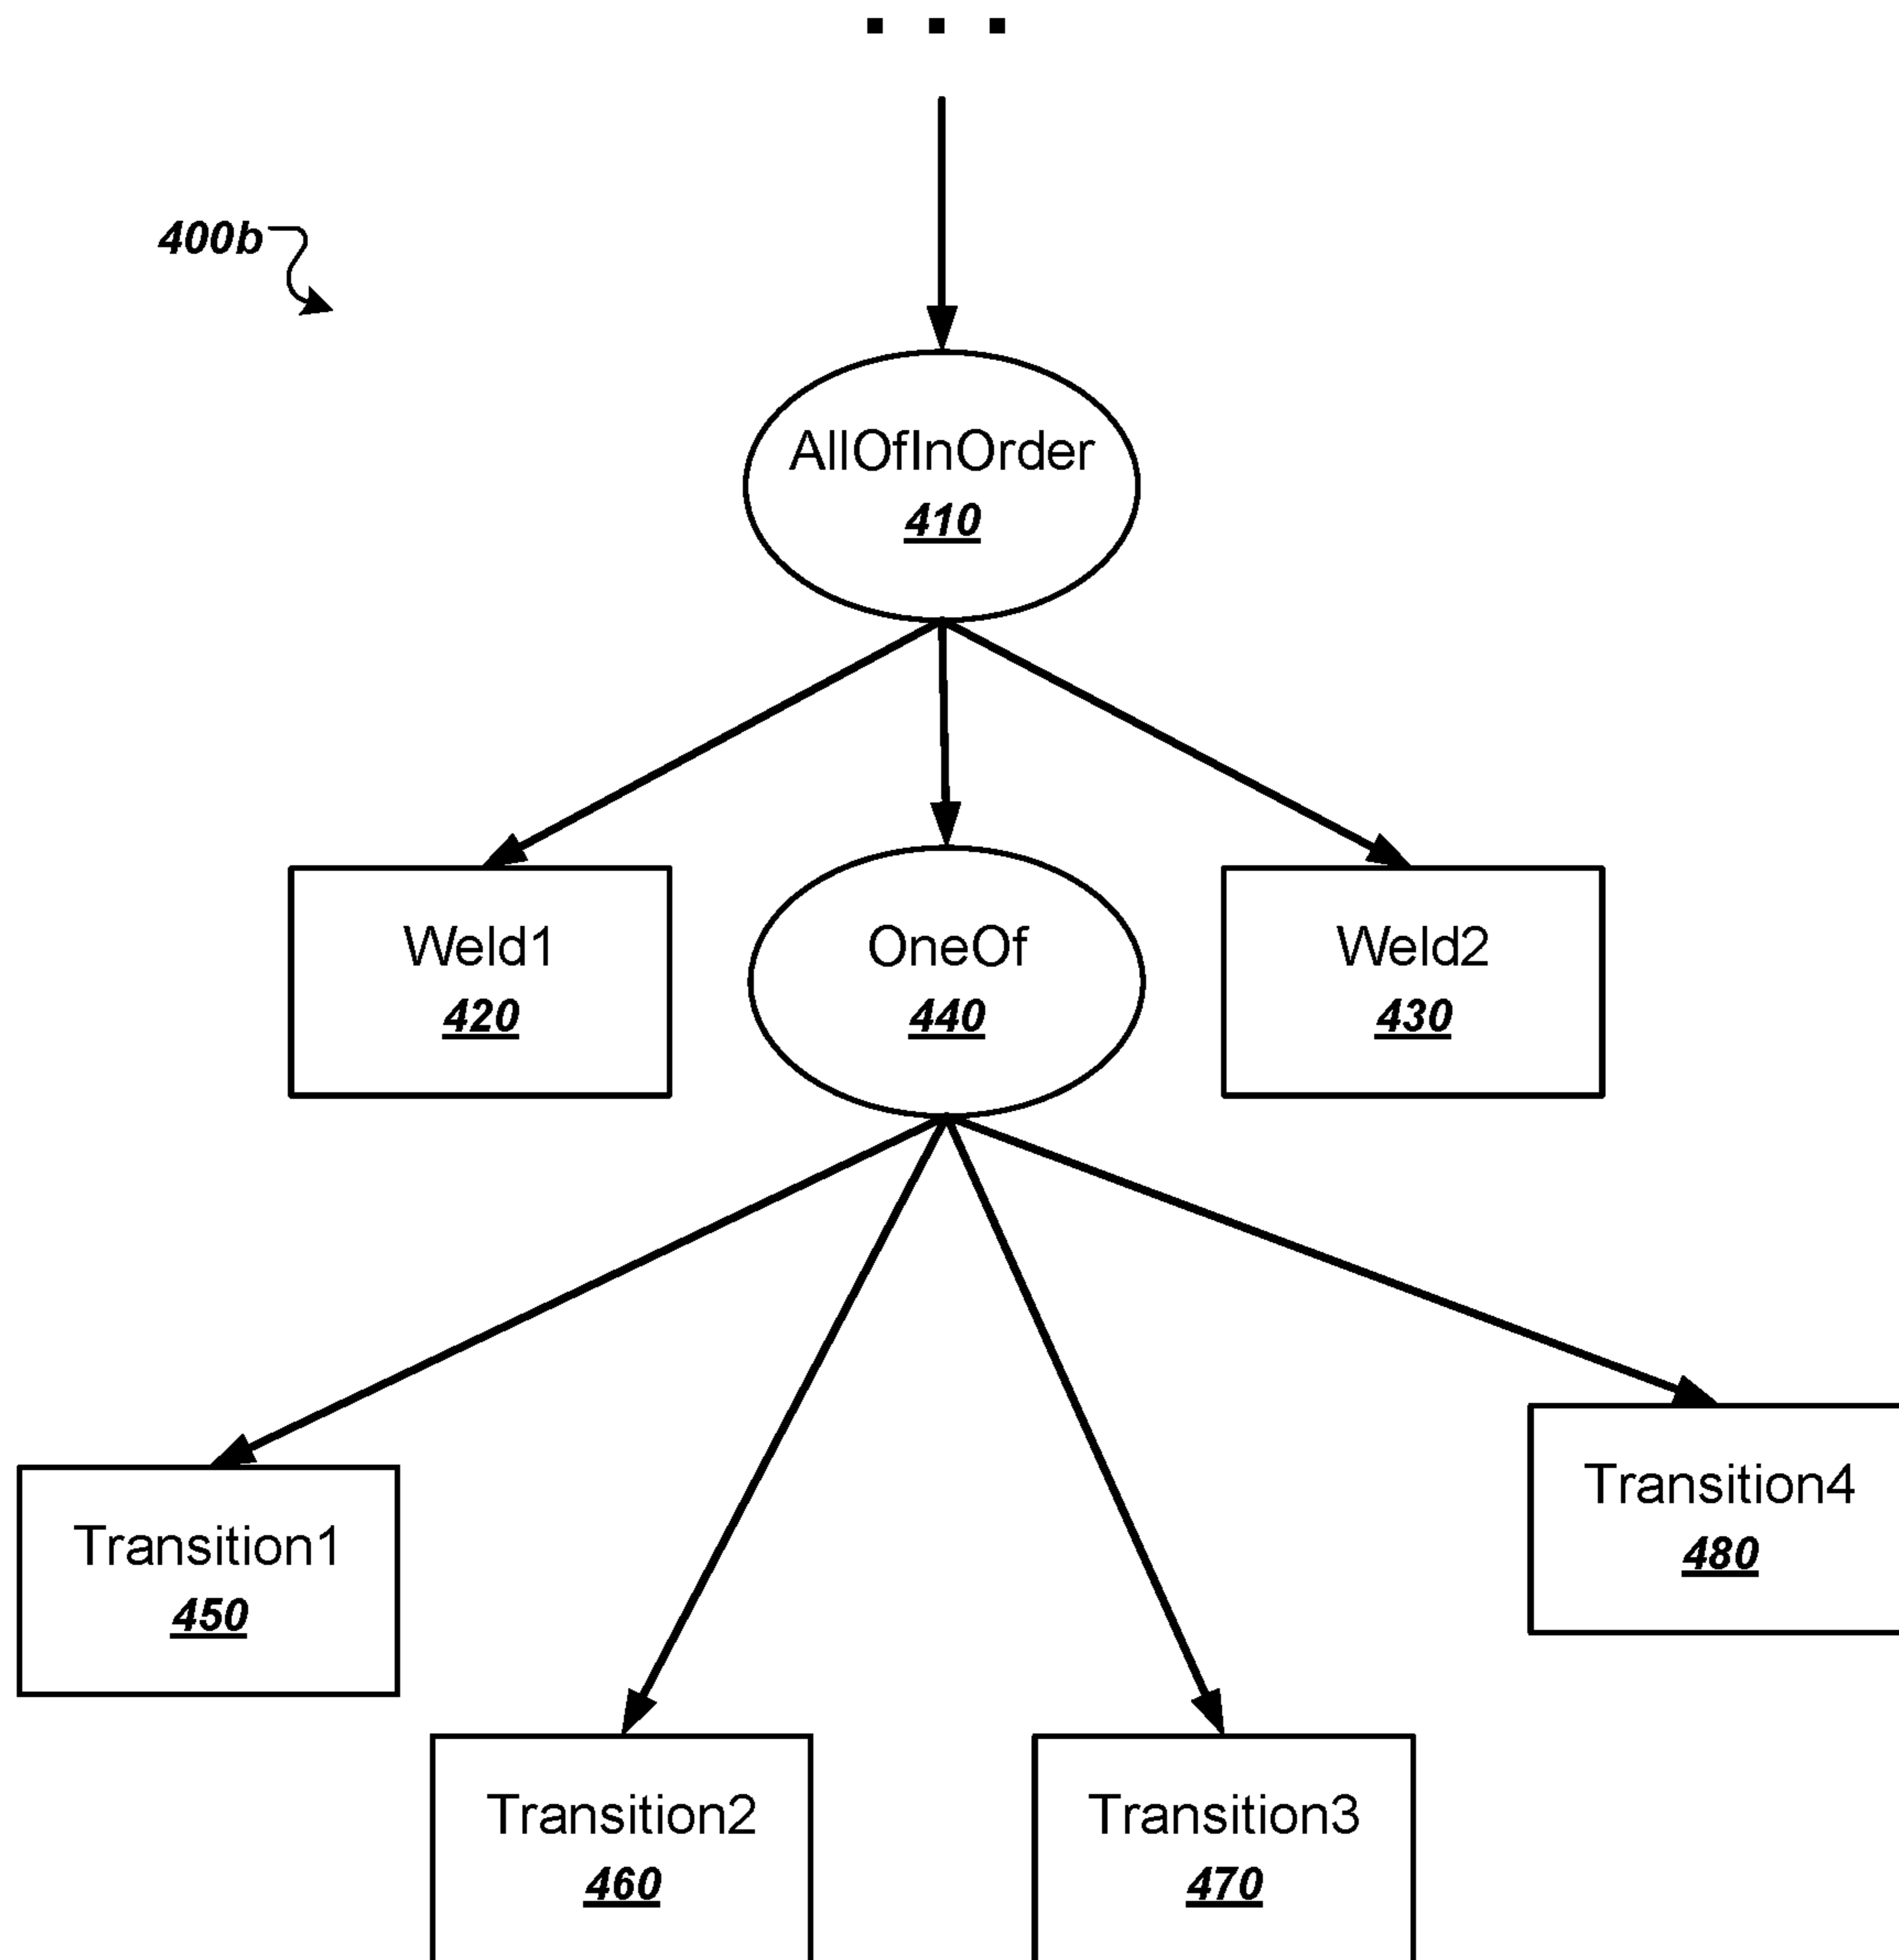 400b
AllOfInOrder
410
Weld1
420
OneOf
440
Weld2
430
Transition1
450
Transition2
460
Transition3
470
Transition4
480